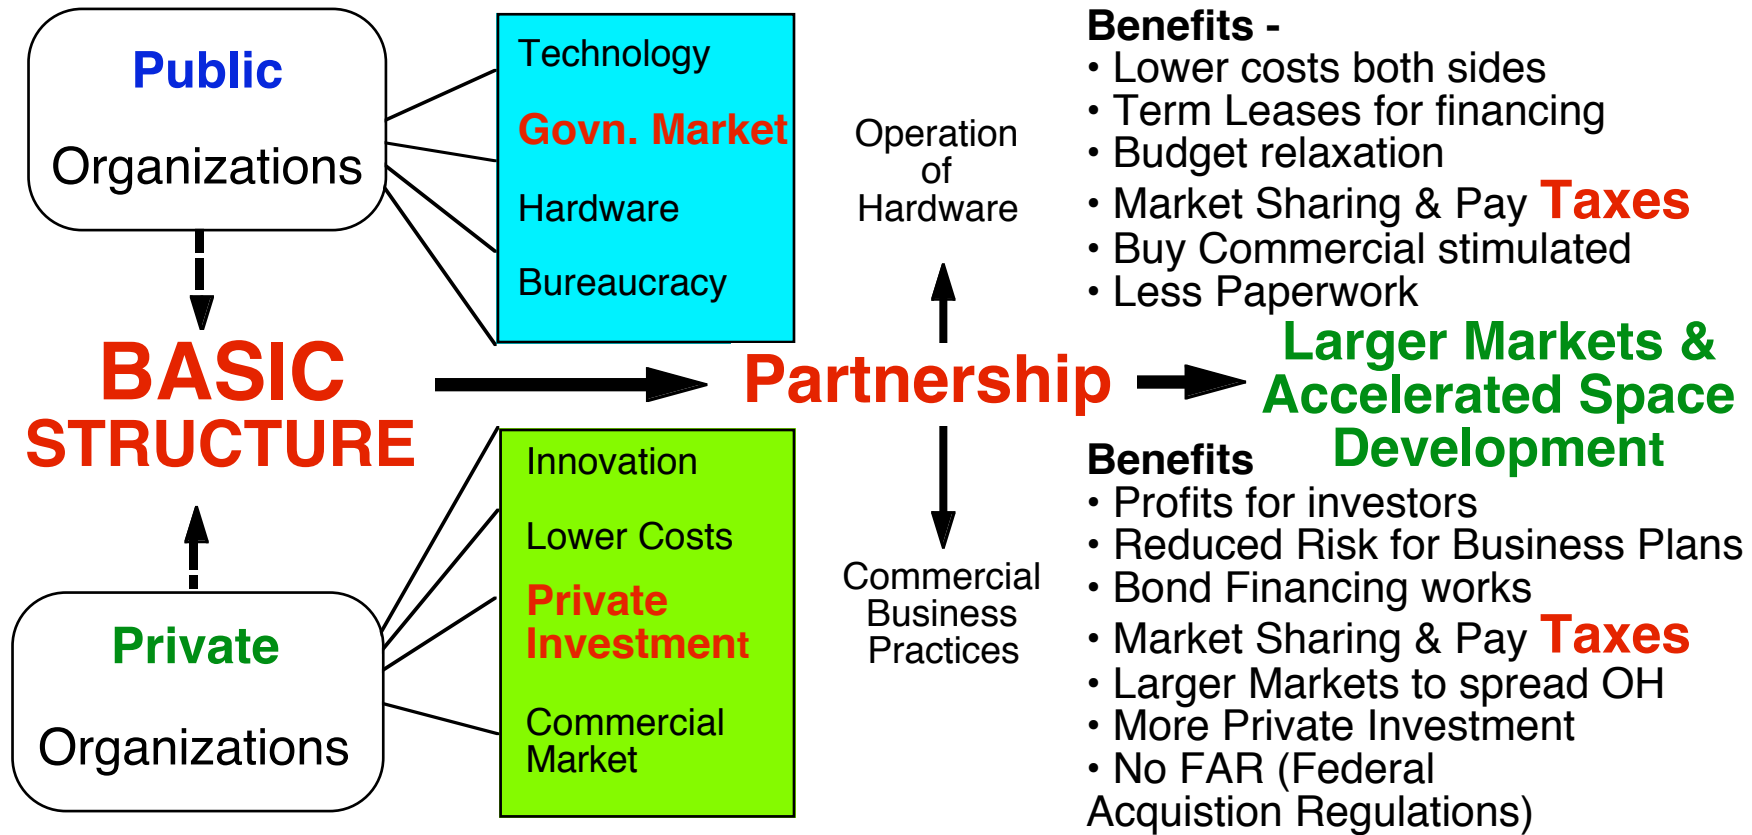 Public
Organizations
Technology
Govn. Market
Hardware
Bureaucracy
Operation
of
Hardware
Benefits -
• Lower costs both sides
• Term Leases for financing
• Budget relaxation
• Market Sharing & Pay Taxes
• Buy Commercial stimulated
• Less Paperwork
BASIC
STRUCTURE
Partnership
Larger Markets &
Accelerated Space
Development
Private
Organizations
Innovation
Lower Costs
Private
Investment
Commercial
Market
Commercial
Business
Practices
Benefits
• Profits for investors
• Reduced Risk for Business Plans
• Bond Financing works
• Market Sharing & Pay Taxes
• Larger Markets to spread OH
• More Private Investment
• No FAR (Federal
Acquistion Regulations)